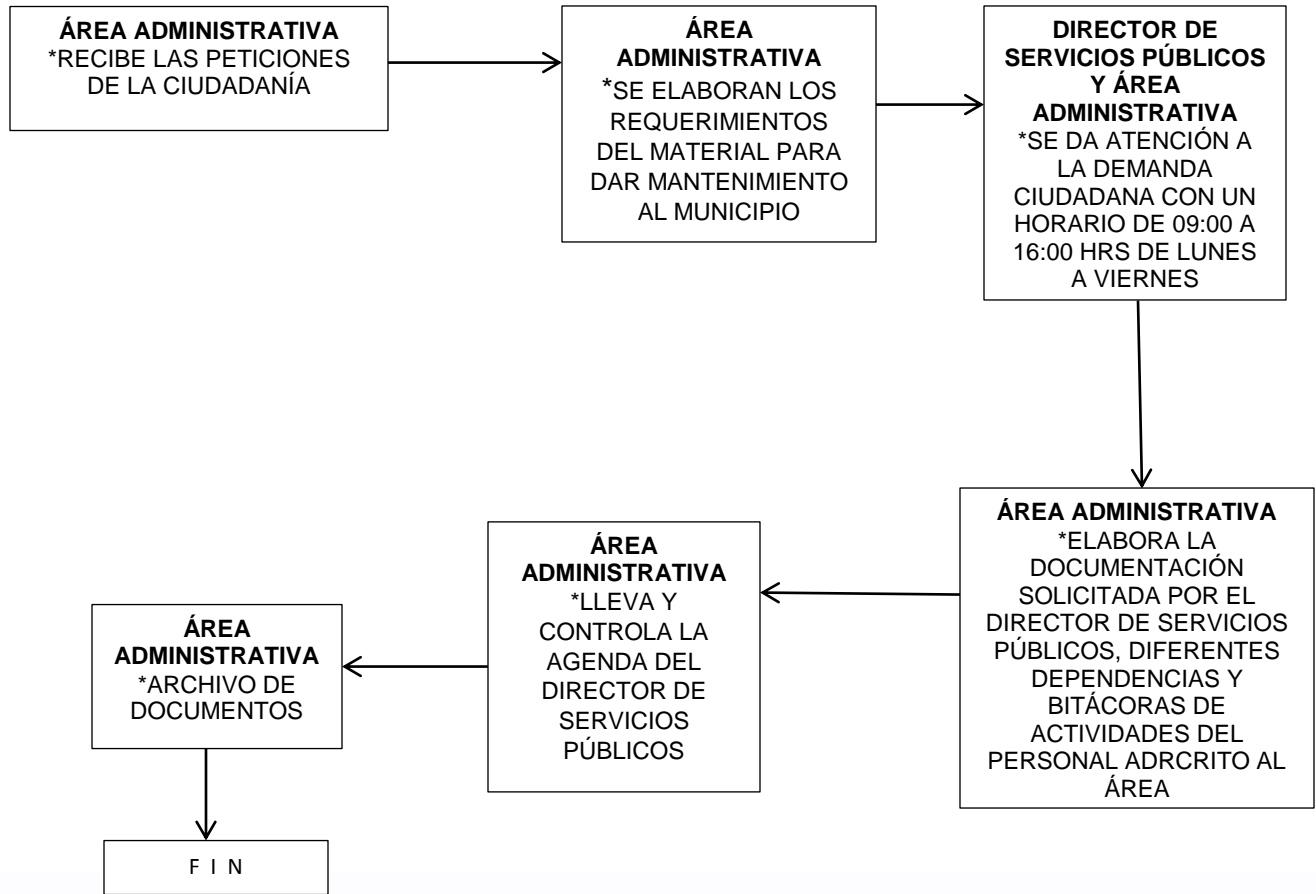 ÁREA ADMINISTRATIVA
*RECIBE LAS PETICIONES
DE LA CIUDADANÍA
ÁREA
ADMINISTRATIVA
*SE ELABORAN LOS
REQUERIMIENTOS
DEL MATERIAL PARA
DAR MANTENIMIENTO
AL MUNICIPIO
DIRECTOR DE
SERVICIOS PÚBLICOS
Y ÁREA
ADMINISTRATIVA
*SE DA ATENCIÓN A
LA DEMANDA
CIUDADANA CON UN
HORARIO DE 09:00 A
16:00 HRS DE LUNES
A VIERNES
ÁREA ADMINISTRATIVA
*ELABORA LA
DOCUMENTACIÓN
SOLICITADA POR EL
DIRECTOR DE SERVICIOS
PÚBLICOS, DIFERENTES
DEPENDENCIAS Y
BITÁCORAS DE
ACTIVIDADES DEL
PERSONAL ADRCRITO AL
ÁREA
ÁREA
ADMINISTRATIVA
*LLEVA Y
CONTROLA LA
AGENDA DEL
DIRECTOR DE
SERVICIOS
PÚBLICOS
ÁREA
ADMINISTRATIVA
*ARCHIVO DE
DOCUMENTOS
F I N